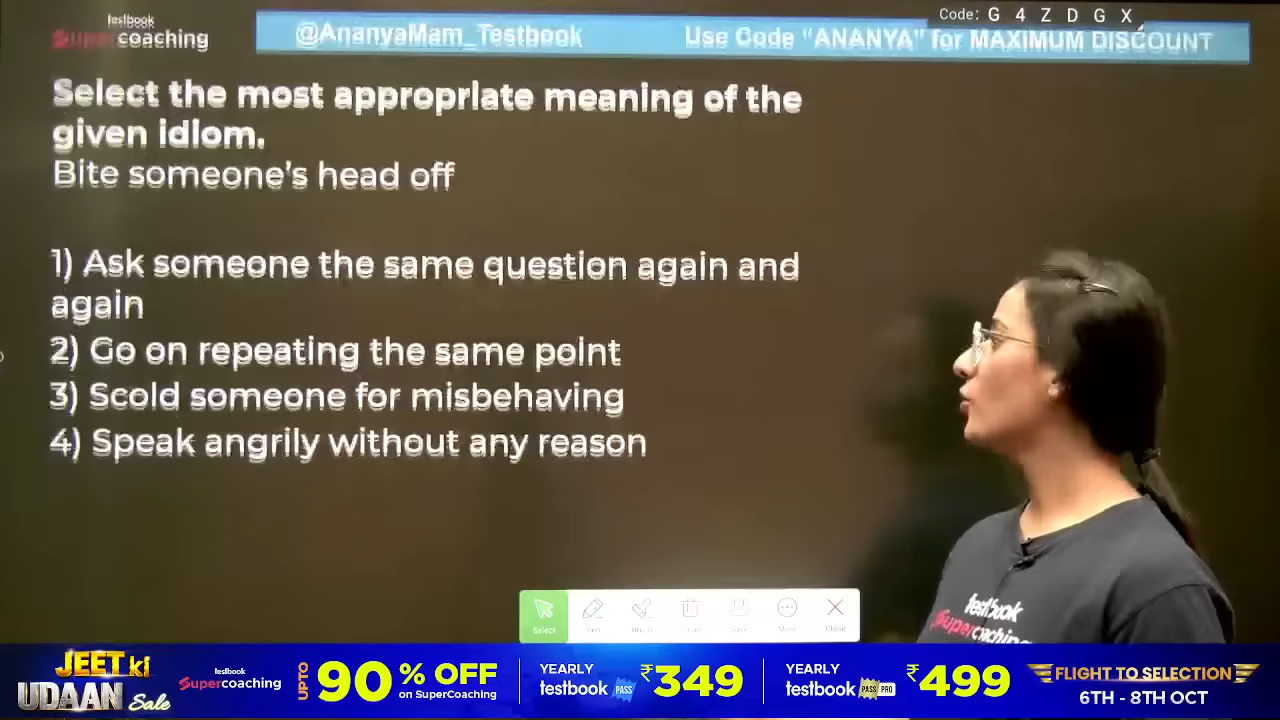 testbook
Supercoaching
@AnanyaMam_Testbook
Use Code "ANANYA" for MAXIMUM DISCOUNT
Code: G 4 Z D G X
Select the most appropriate meaning of the
given idiom.
Bite someone's head off
1) Ask someone the same question again and
again
2) Go on repeating the same point
3) Scold someone for misbehaving
4) Speak angrily without any reason
testbook
Supercoaching
Select
Pen
More
Close
JEET ki
UDAAN Sale
testbook
Supercoaching
UPTO 90% OFF
on SuperCoaching
YEARLY
testbook PASS
₹349
YEARLY
testbook PASS PRO
₹499
FLIGHT TO SELECTION
6TH - 8TH OCT